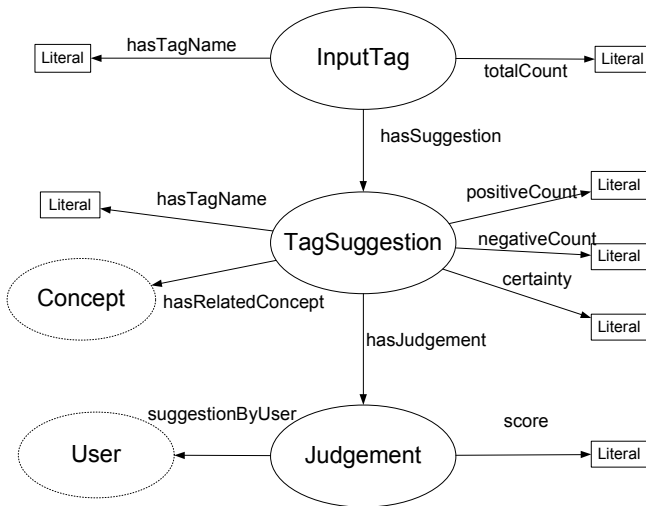 hasTagName
Literal
InputTag
Literal
totalCount
hasSuggestion
hasTagName
Literal
positiveCount
Literal
TagSuggestion
negativeCount
Literal
Concept
hasRelatedConcept
certainty
Literal
hasJudgement
suggestionByUser
score
User
Judgement
Literal